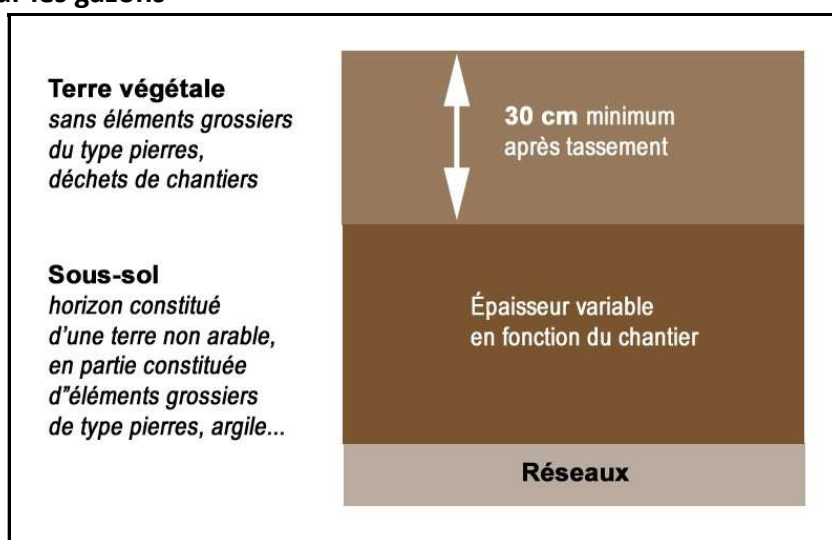 Terre végétale
sans éléments grossiers
du type pierres,
déchets de chantiers
30 cm minimum
après tassement
Sous-sol
horizon constitué
d'une terre non arable,
en partie constituée
d"éléments grossiers
de type pierres, argile...
Épaisseur variable
en fonction du chantier
Réseaux